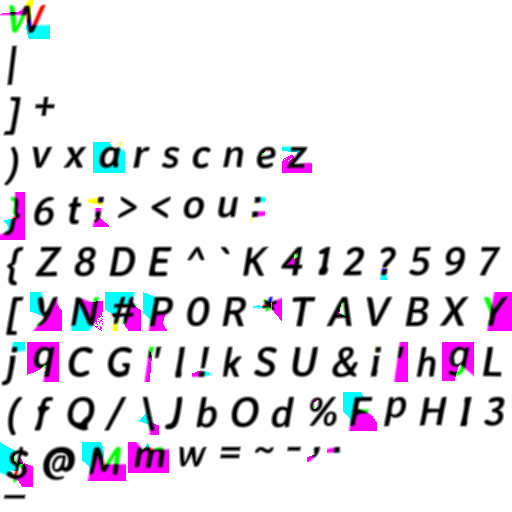 W
|
] +
) v x a r s c n e z
} 6 t ; > < o u :
{ Z 8 D E ^ ` K 4 1 2 ? 5 9 7
[ y N # P 0 R * T A V B X Y
j q C G " l ! k S U & i ' h g L
( f Q / \ J b O d % F p H I 3
$ @ M m w = ~ - , .
_